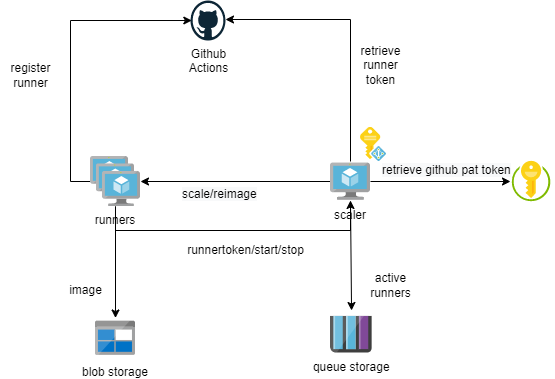 Github
Actions
register
runner
retrieve
runner
token
retrieve github pat token
scale/reimage
runners
scaler
runnertoken/start/stop
image
active
runners
blob storage
queue storage